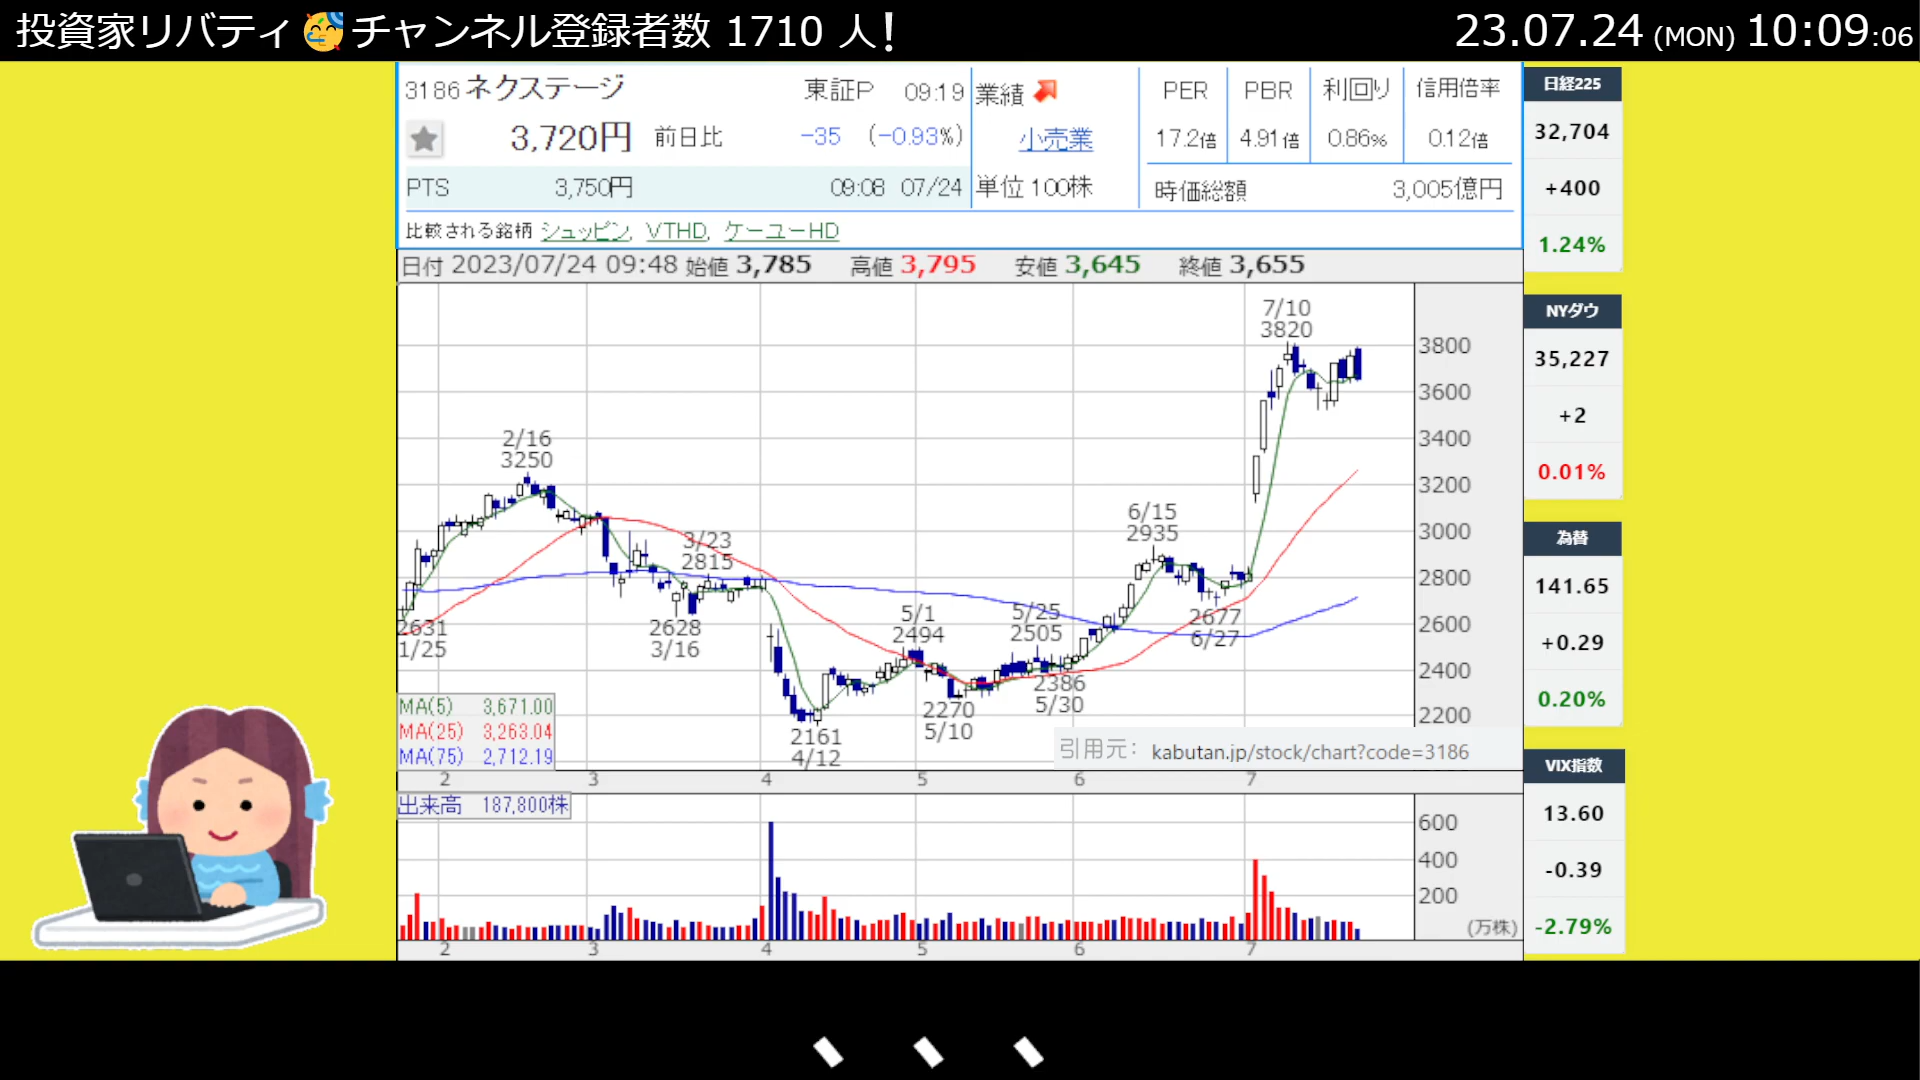 投資家リバティ🥳チャンネル登録者数 1710 人!
23.07.24 (MON) 10:09:06
3186 ネクステージ 東証P 09:19
3,720円 前日比 -35 (-0.93%)
PTS 3,750円 09:08 07/24
業績
小売業
単位 100株
PER PBR 利回り 信用倍率
17.2倍 4.91倍 0.86% 0.12倍
時価総額 3,005億円
比較される銘柄 シュッピン, VTHD, ケーユーHD
日付 2023/07/24 09:48 始値 3,785 高値 3,795 安値 3,645 終値 3,655
7/10
3820
2/16
3250
6/15
2935
3/23
2815
5/1
2494
5/25
2505
2631
1/25
2628
3/16
2677
6/27
2386
5/30
2270
5/10
2161
4/12
3800
3600
3400
3200
3000
2800
2600
2400
2200
MA(5) 3,671.00
MA(25) 3,263.04
MA(75) 2,712.19
引用元: kabutan.jp/stock/chart?code=3186
2 3 4 5 6 7
出来高 187,800株
600
400
200
(万株)
2 3 4 5 6 7
日経225
32,704
+400
1.24%
NYダウ
35,227
+2
0.01%
為替
141.65
+0.29
0.20%
VIX指数
13.60
-0.39
-2.79%